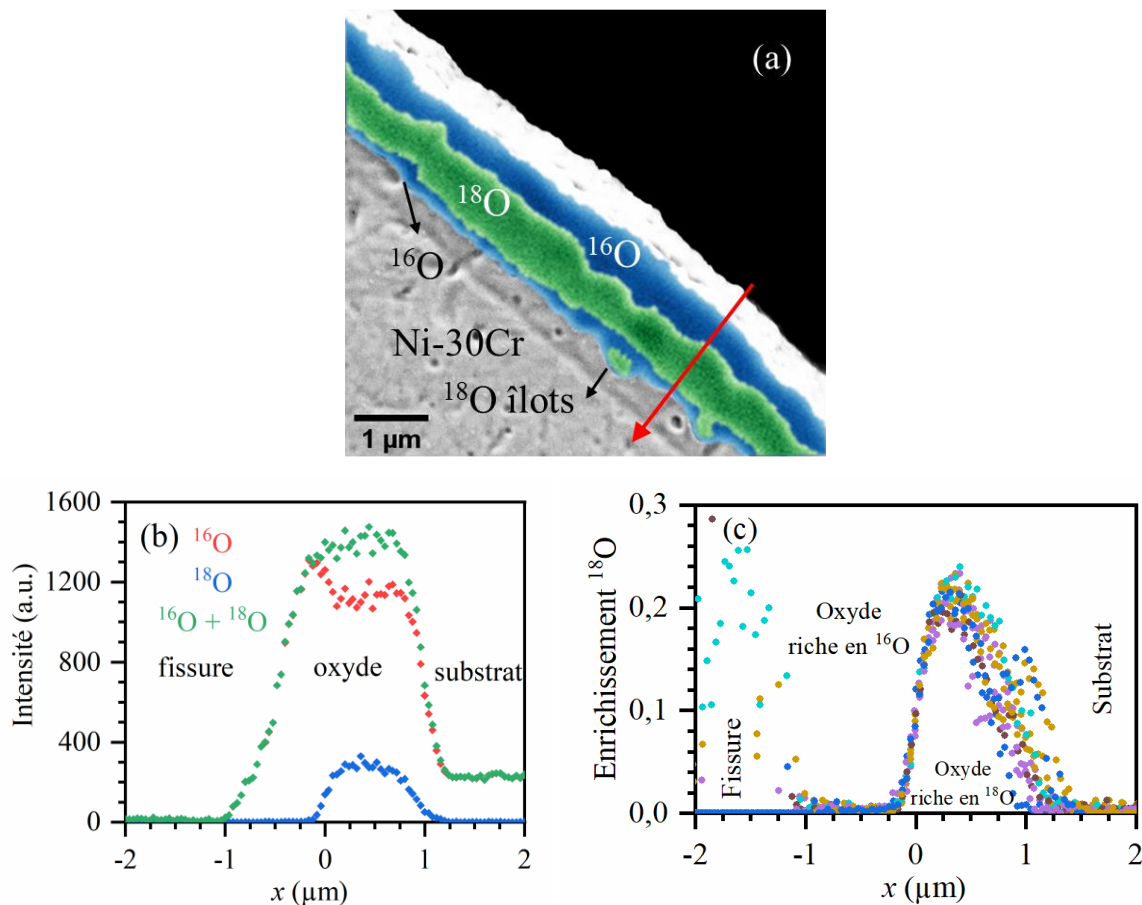 (a)
¹⁸O
¹⁶O
¹⁶O
Ni-30Cr
¹⁸O îlots
1 µm
(b)
¹⁶O
¹⁸O
¹⁶O + ¹⁸O
fissure
oxyde
substrat
Intensité (a.u.)
1600
1200
800
400
0
-2
-1
0
1
2
x (µm)
(c)
Enrichissement ¹⁸O
0,3
0,2
0,1
0,0
Oxyde
riche en ¹⁶O
Fissure
Oxyde
riche en ¹⁸O
Substrat
-2
-1
0
1
2
x (µm)